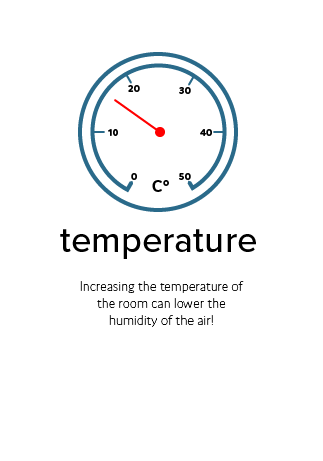 20 30
10 40
0 50
C°
temperature
Increasing the temperature of
the room can lower the
humidity of the air!